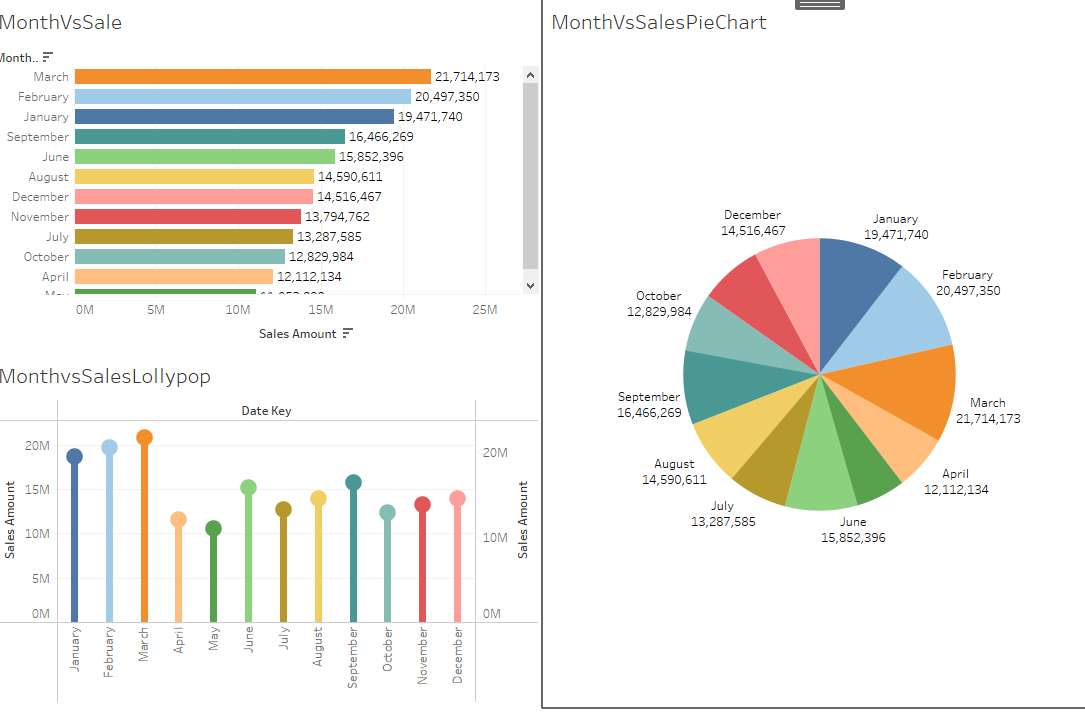 MonthVsSale
Month..
March 21,714,173
February 20,497,350
January 19,471,740
September 16,466,269
June 15,852,396
August 14,590,611
December 14,516,467
November 13,794,762
July 13,287,585
October 12,829,984
April 12,112,134
0M 5M 10M 15M 20M 25M
Sales Amount
MonthvsSalesLollypop
Date Key
20M
15M
10M
5M
0M
Sales Amount
20M
10M
0M
Sales Amount
January
February
March
April
May
June
July
August
September
October
November
December
MonthVsSalesPieChart
December
14,516,467
January
19,471,740
February
20,497,350
October
12,829,984
March
21,714,173
September
16,466,269
August
14,590,611
April
12,112,134
July
13,287,585
June
15,852,396